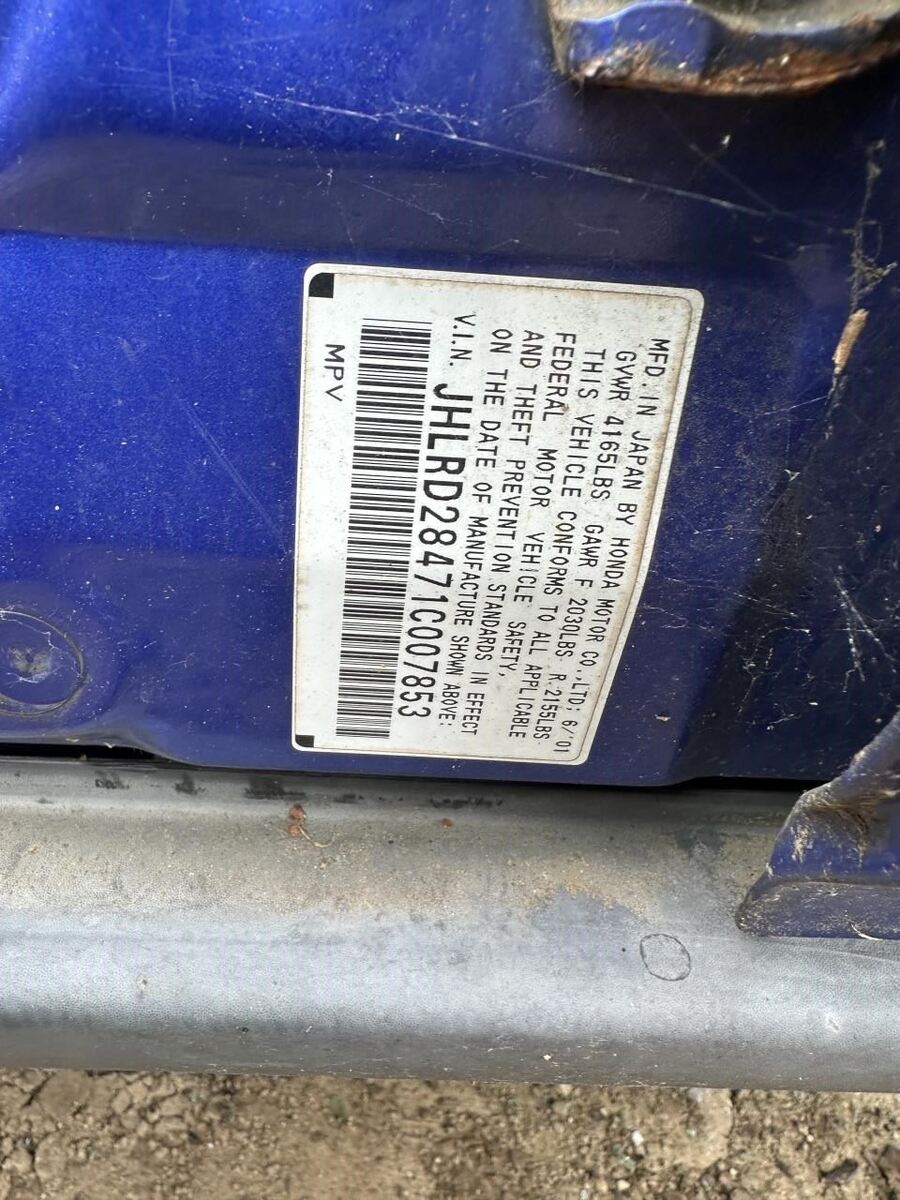 MFD. IN JAPAN BY HONDA MOTOR CO.,LTD; 6/'01
GVWR 4165LBS GAWR F 2030LBS R 2155LBS
THIS VEHICLE CONFORMS TO ALL APPLICABLE
FEDERAL MOTOR VEHICLE SAFETY,
AND THEFT PREVENTION STANDARDS IN EFFECT
ON THE DATE OF MANUFACTURE SHOWN ABOVE;
V.I.N. JHLRD28471C007853
MPV